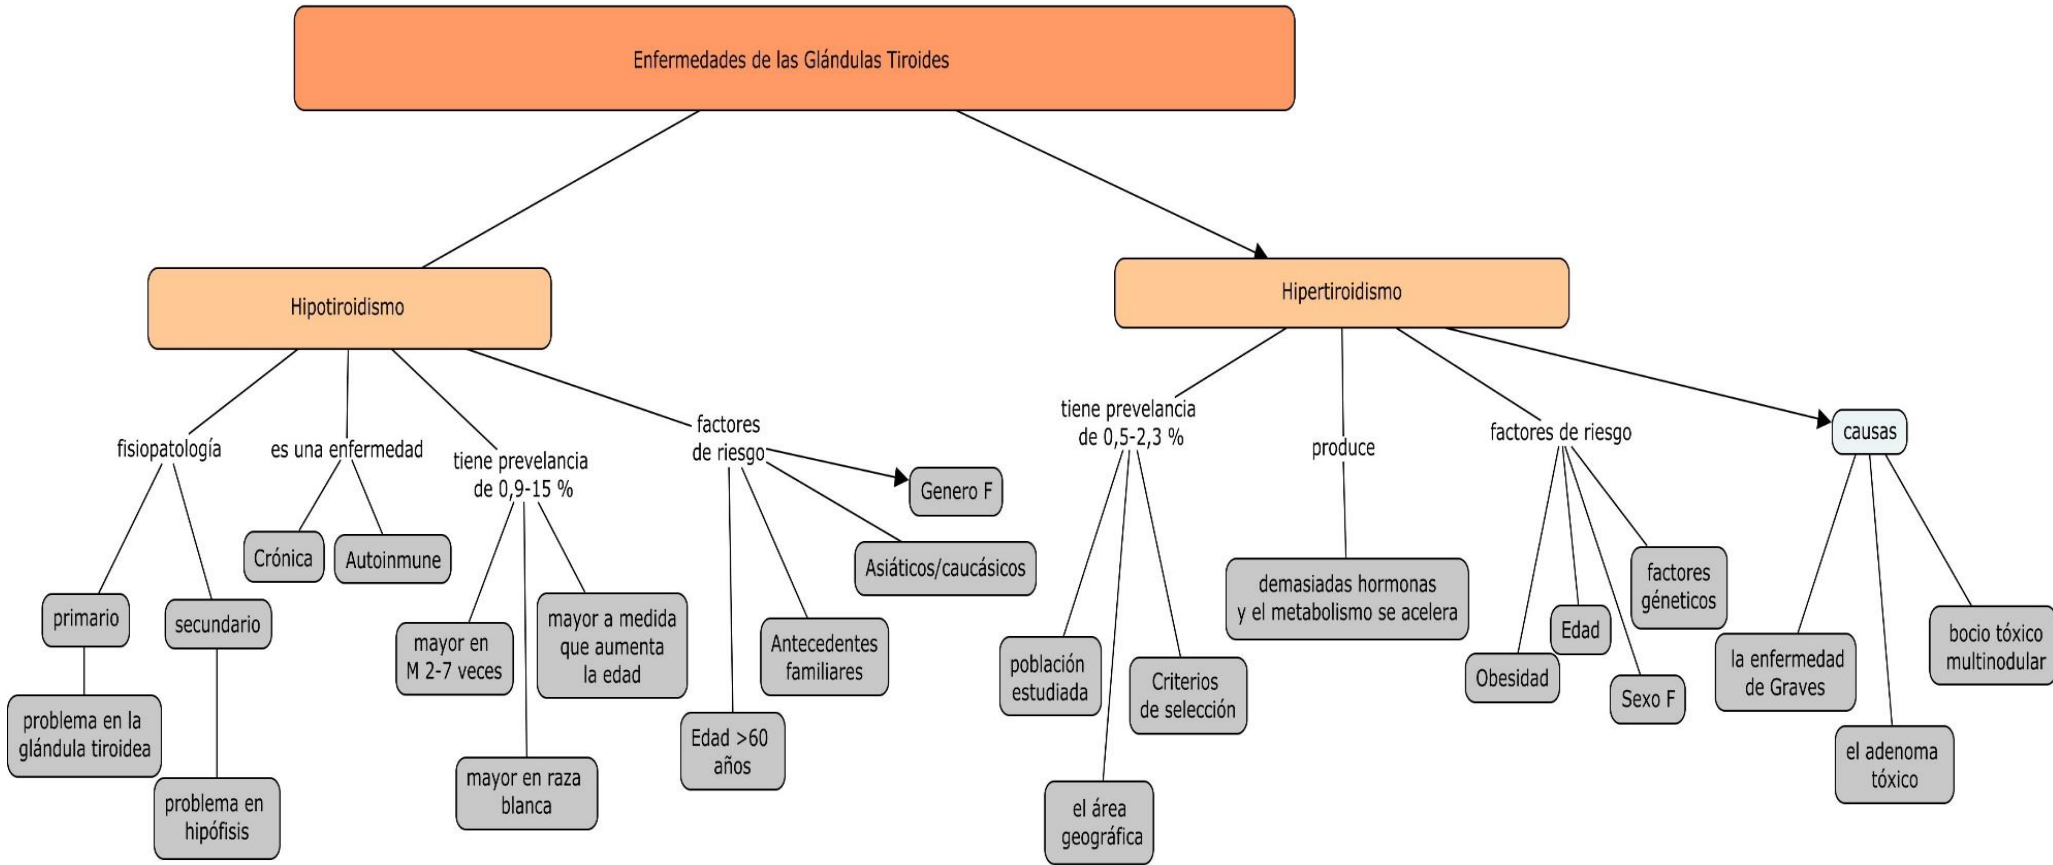 Enfermedades de las Glándulas Tiroides
Hipotiroidismo
Hipertiroidismo
fisiopatología
es una enfermedad
tiene prevelancia
de 0,9-15 %
factores
de riesgo
primario
secundario
problema en la
glándula tiroidea
problema en
hipófisis
Crónica
Autoinmune
mayor en
M 2-7 veces
mayor en raza
blanca
mayor a medida
que aumenta
la edad
Edad >60
años
Antecedentes
familiares
Asiáticos/caucásicos
Genero F
tiene prevelancia
de 0,5-2,3 %
produce
factores de riesgo
causas
población
estudiada
el área
geográfica
Criterios
de selección
demasiadas hormonas
y el metabolismo se acelera
Obesidad
Edad
Sexo F
factores
géneticos
la enfermedad
de Graves
el adenoma
tóxico
bocio tóxico
multinodular